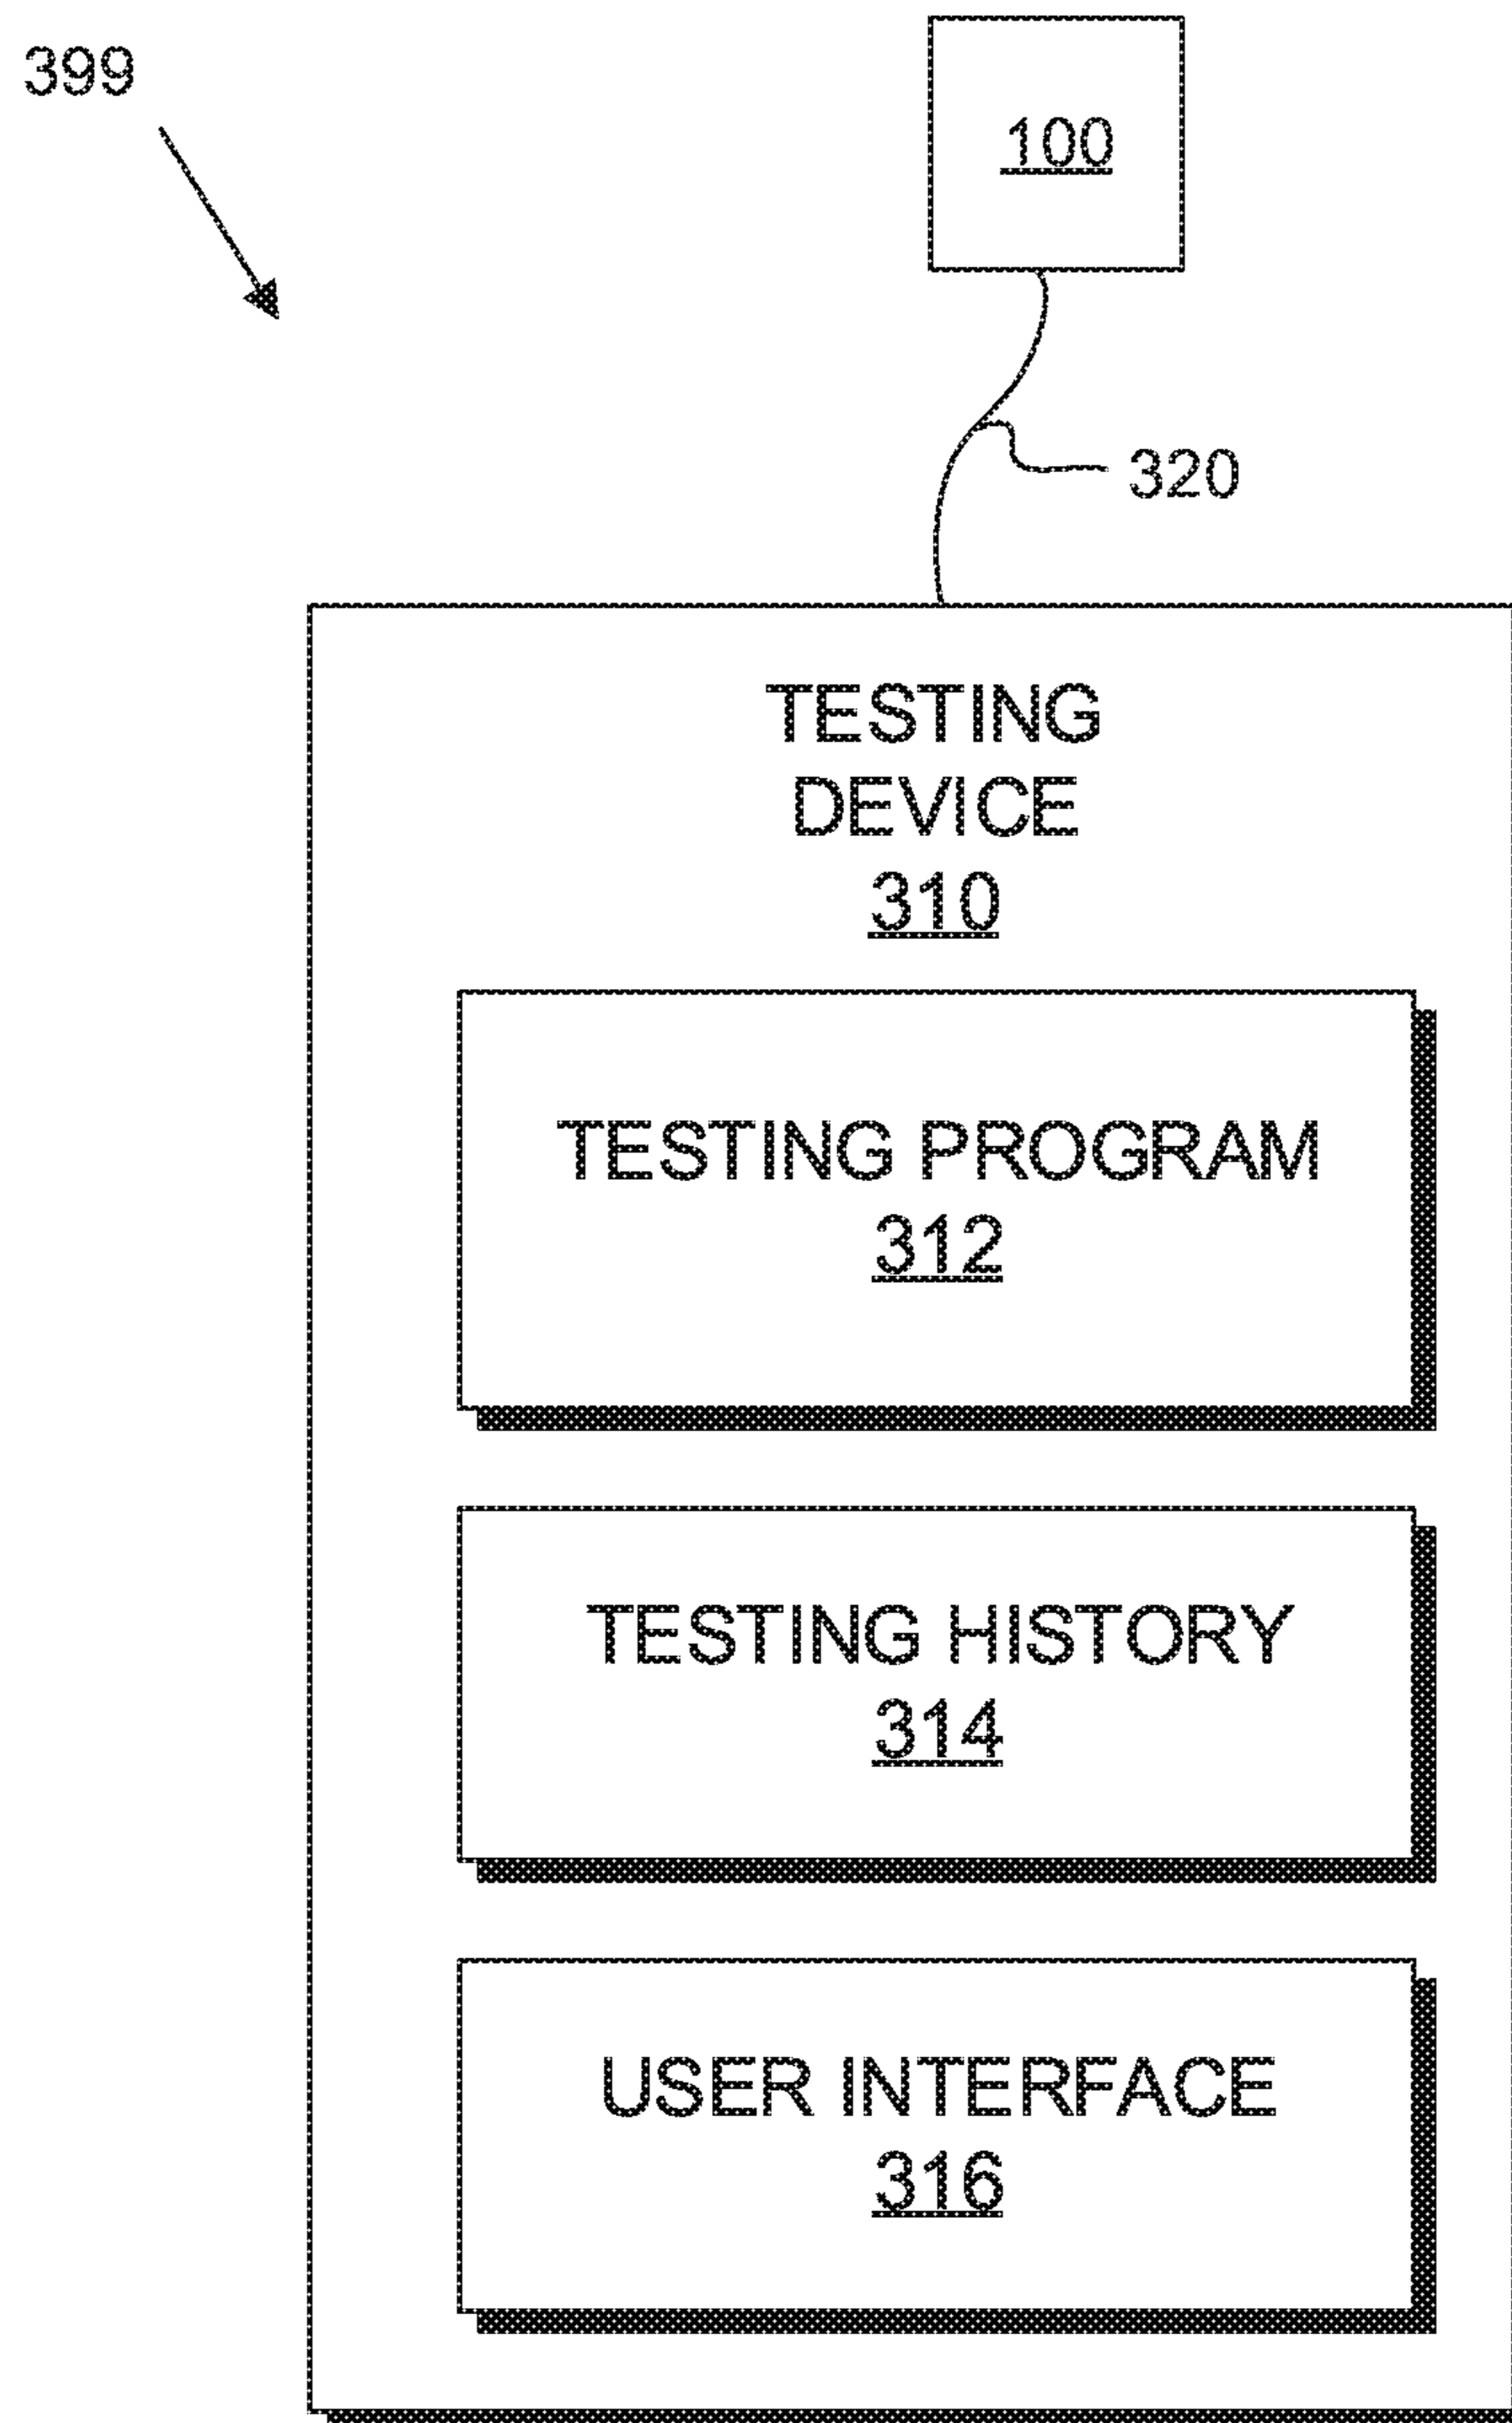 399
100
320
TESTING
DEVICE
310
TESTING PROGRAM
312
TESTING HISTORY
314
USER INTERFACE
316